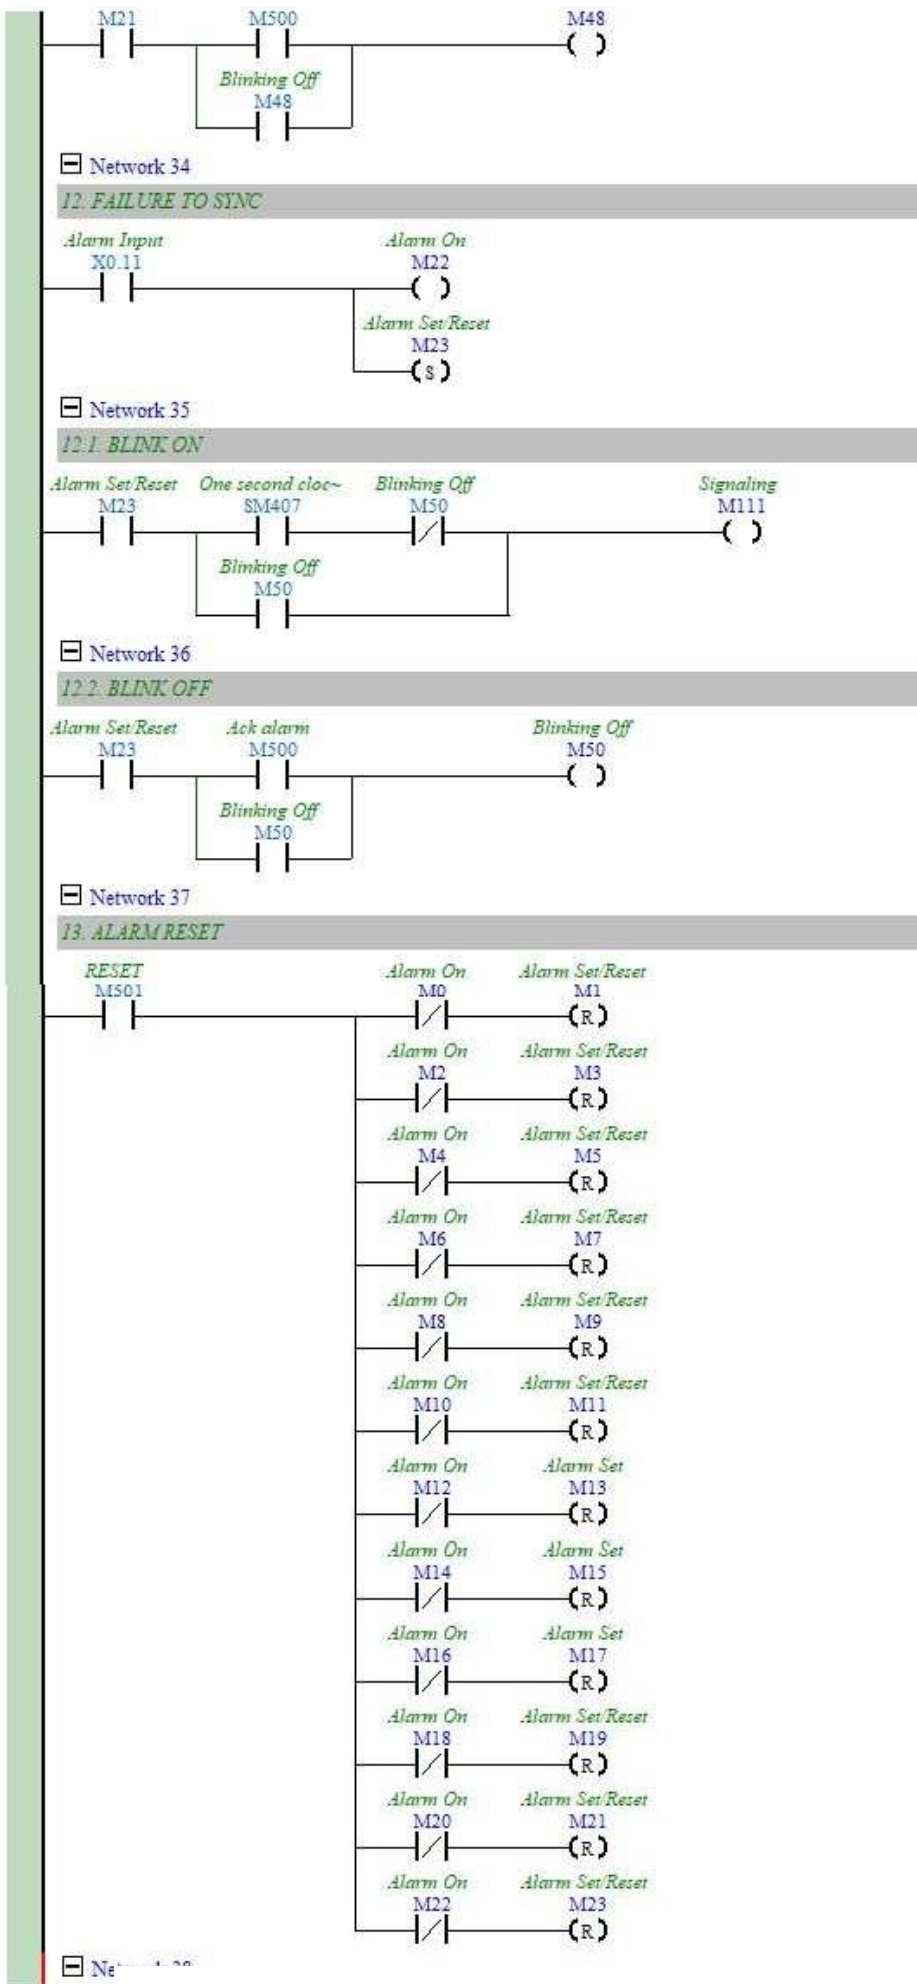 M21 M500 M48
Blinking Off
M48
Network 34
12. FAILURE TO SYNC
Alarm Input Alarm On
X0.11 M22
Alarm Set/Reset
M23
S
Network 35
12.1. BLINK ON
Alarm Set/Reset One second cloc~ Blinking Off Signaling
M23 SM407 M50 M111
Blinking Off
M50
Network 36
12.2. BLINK OFF
Alarm Set/Reset Ack alarm Blinking Off
M23 M500 M50
Blinking Off
M50
Network 37
13. ALARM RESET
RESET Alarm On Alarm Set/Reset
M501 M0 M1
R
Alarm On Alarm Set/Reset
M2 M3
R
Alarm On Alarm Set/Reset
M4 M5
R
Alarm On Alarm Set/Reset
M6 M7
R
Alarm On Alarm Set/Reset
M8 M9
R
Alarm On Alarm Set/Reset
M10 M11
R
Alarm On Alarm Set
M12 M13
R
Alarm On Alarm Set
M14 M15
R
Alarm On Alarm Set
M16 M17
R
Alarm On Alarm Set/Reset
M18 M19
R
Alarm On Alarm Set/Reset
M20 M21
R
Alarm On Alarm Set/Reset
M22 M23
R